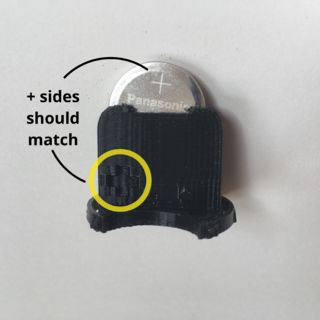 + sides
should
match
+
Panasonic